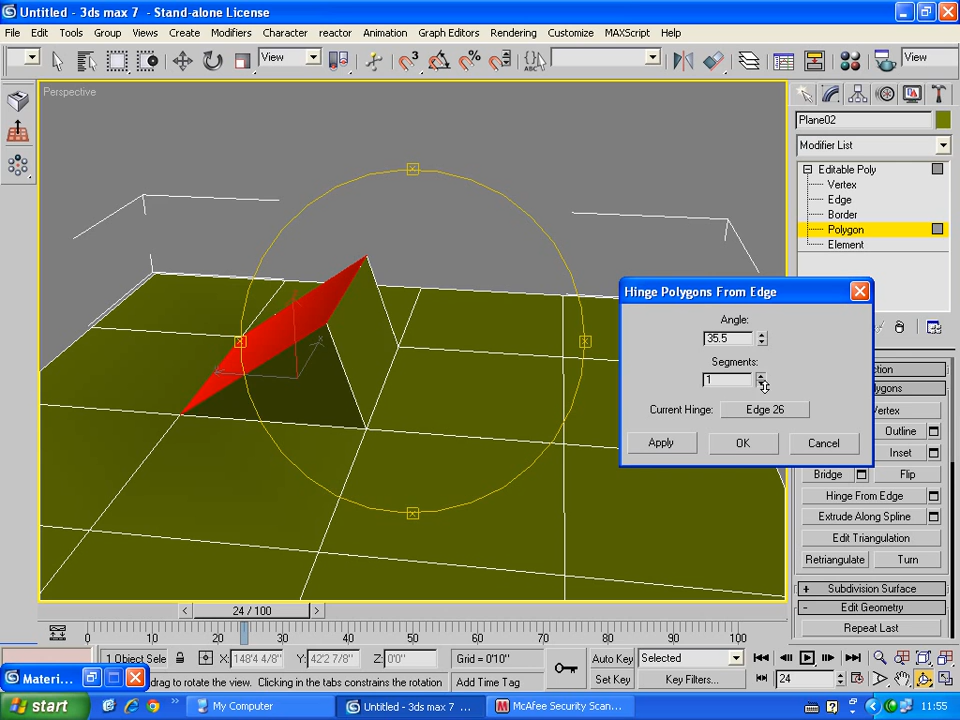 Untitled - 3ds max 7 - Stand-alone License
File Edit Tools Group Views Create Modifiers Character reactor Animation Graph Editors Rendering Customize MAXScript Help
View View
Perspective
Plane02
Modifier List
Editable Poly
Vertex
Edge
Border
Polygon
Element
Hinge Polygons From Edge
Angle:
35.5
Segments:
1
Current Hinge: Edge 26
Apply OK Cancel
ction
lygons
Vertex
Outline
Inset
Bridge Flip
Hinge From Edge
Extrude Along Spline
Edit Triangulation
Retriangulate Turn
+ Subdivision Surface
- Edit Geometry
Repeat Last
< 24 / 100 >
0 10 20 30 40 50 60 70 80 90 100
1 Object Sele X: 148'4 4/8" Y: 42'2 7/8" Z: 0'0" Grid = 0'10" Auto Key Selected
Materi... drag to rotate the view. Clicking in the tabs constrains the rotation Add Time Tag Set Key Key Filters... 24
start My Computer Untitled - 3ds max 7 ... McAfee Security Scan... 11:55